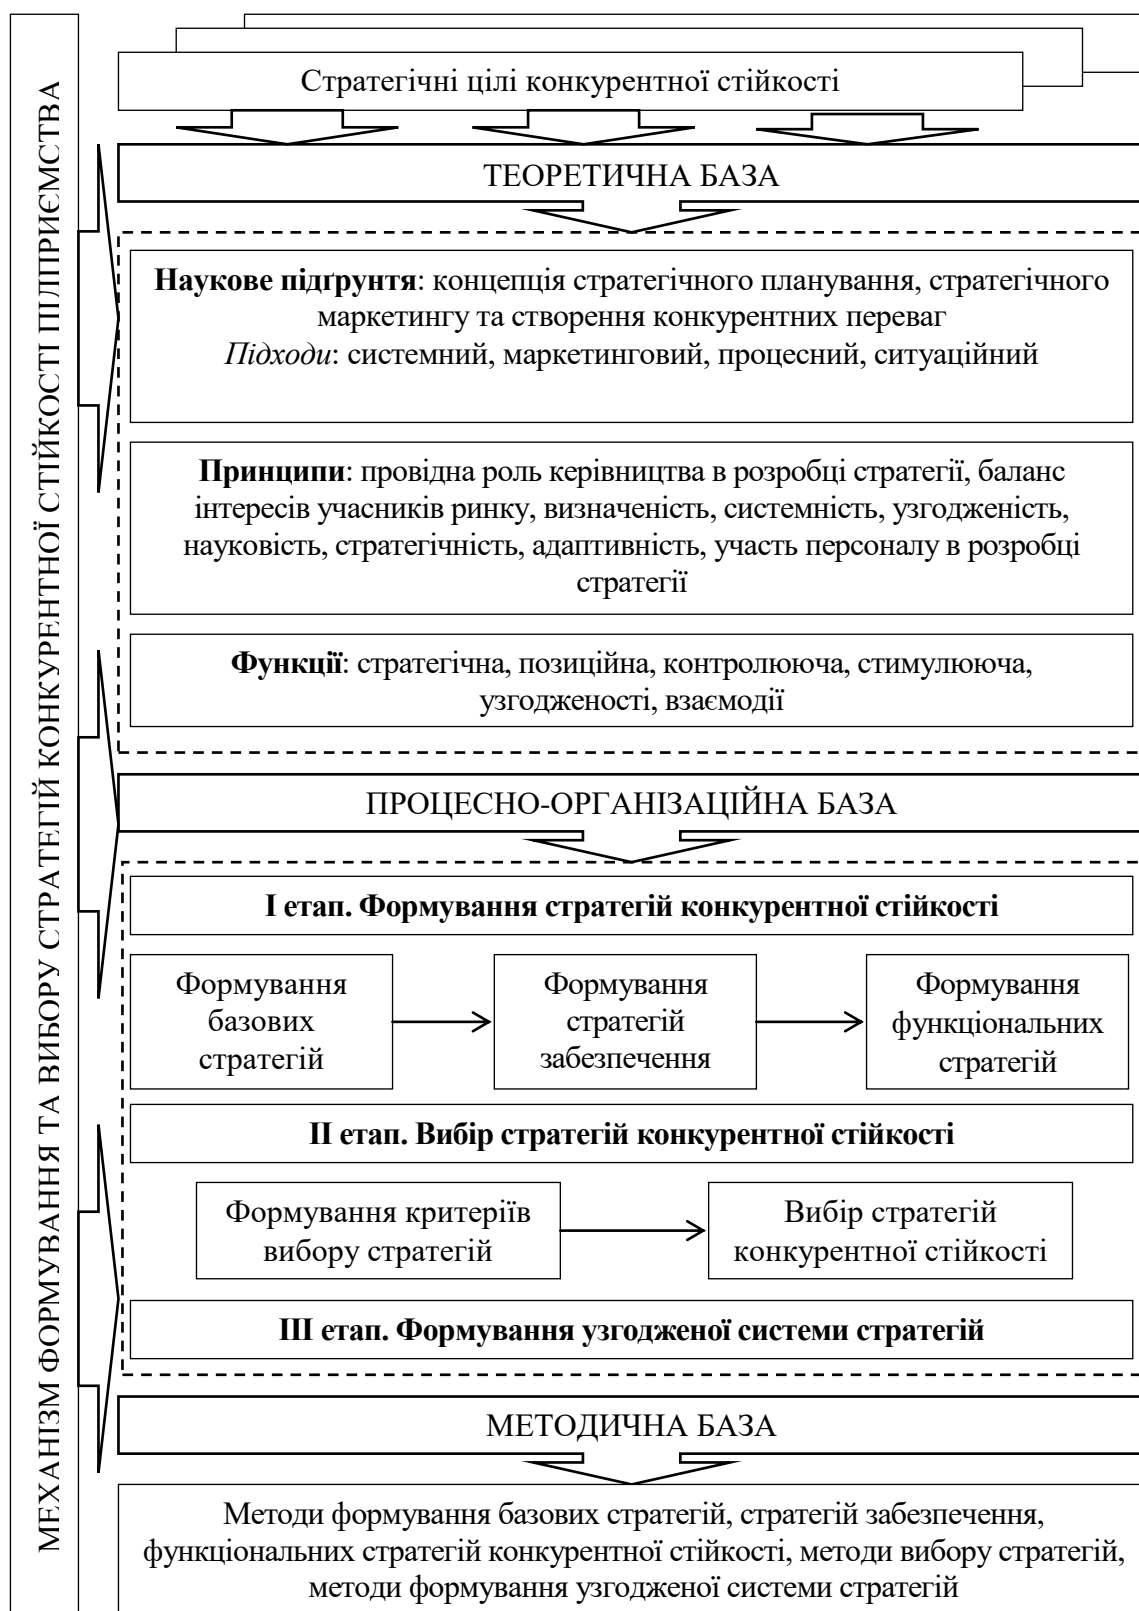 МЕХАНІЗМ ФОРМУВАННЯ ТА ВИБОРУ СТРАТЕГІЙ КОНКУРЕНТНОЇ СТІЙКОСТІ ПІЛПРИЄМСТВА
Стратегічні цілі конкурентної стійкості
ТЕОРЕТИЧНА БАЗА
Наукове підґрунтя: концепція стратегічного планування, стратегічного
маркетингу та створення конкурентних переваг
Підходи: системний, маркетинговий, процесний, ситуаційний
Принципи: провідна роль керівництва в розробці стратегії, баланс
інтересів учасників ринку, визначеність, системність, узгодженість,
науковість, стратегічність, адаптивність, участь персоналу в розробці
стратегії
Функції: стратегічна, позиційна, контролююча, стимулююча,
узгодженості, взаємодії
ПРОЦЕСНО-ОРГАНІЗАЦІЙНА БАЗА
І етап. Формування стратегій конкурентної стійкості
Формування
базових
стратегій
Формування
стратегій
забезпечення
Формування
функціональних
стратегій
ІІ етап. Вибір стратегій конкурентної стійкості
Формування критеріїв
вибору стратегій
Вибір стратегій
конкурентної стійкості
ІІІ етап. Формування узгодженої системи стратегій
МЕТОДИЧНА БАЗА
Методи формування базових стратегій, стратегій забезпечення,
функціональних стратегій конкурентної стійкості, методи вибору стратегій,
методи формування узгодженої системи стратегій